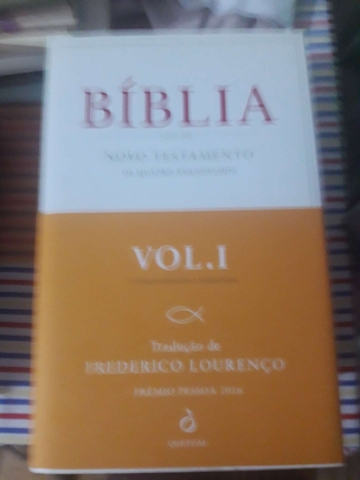 BÍBLIA
NOVO TESTAMENTO
OS QUATRO EVANGELHOS
VOL.I
Tradução de
FREDERICO LOURENÇO
PRÉMIO PESSOA 2016
QUETZAL